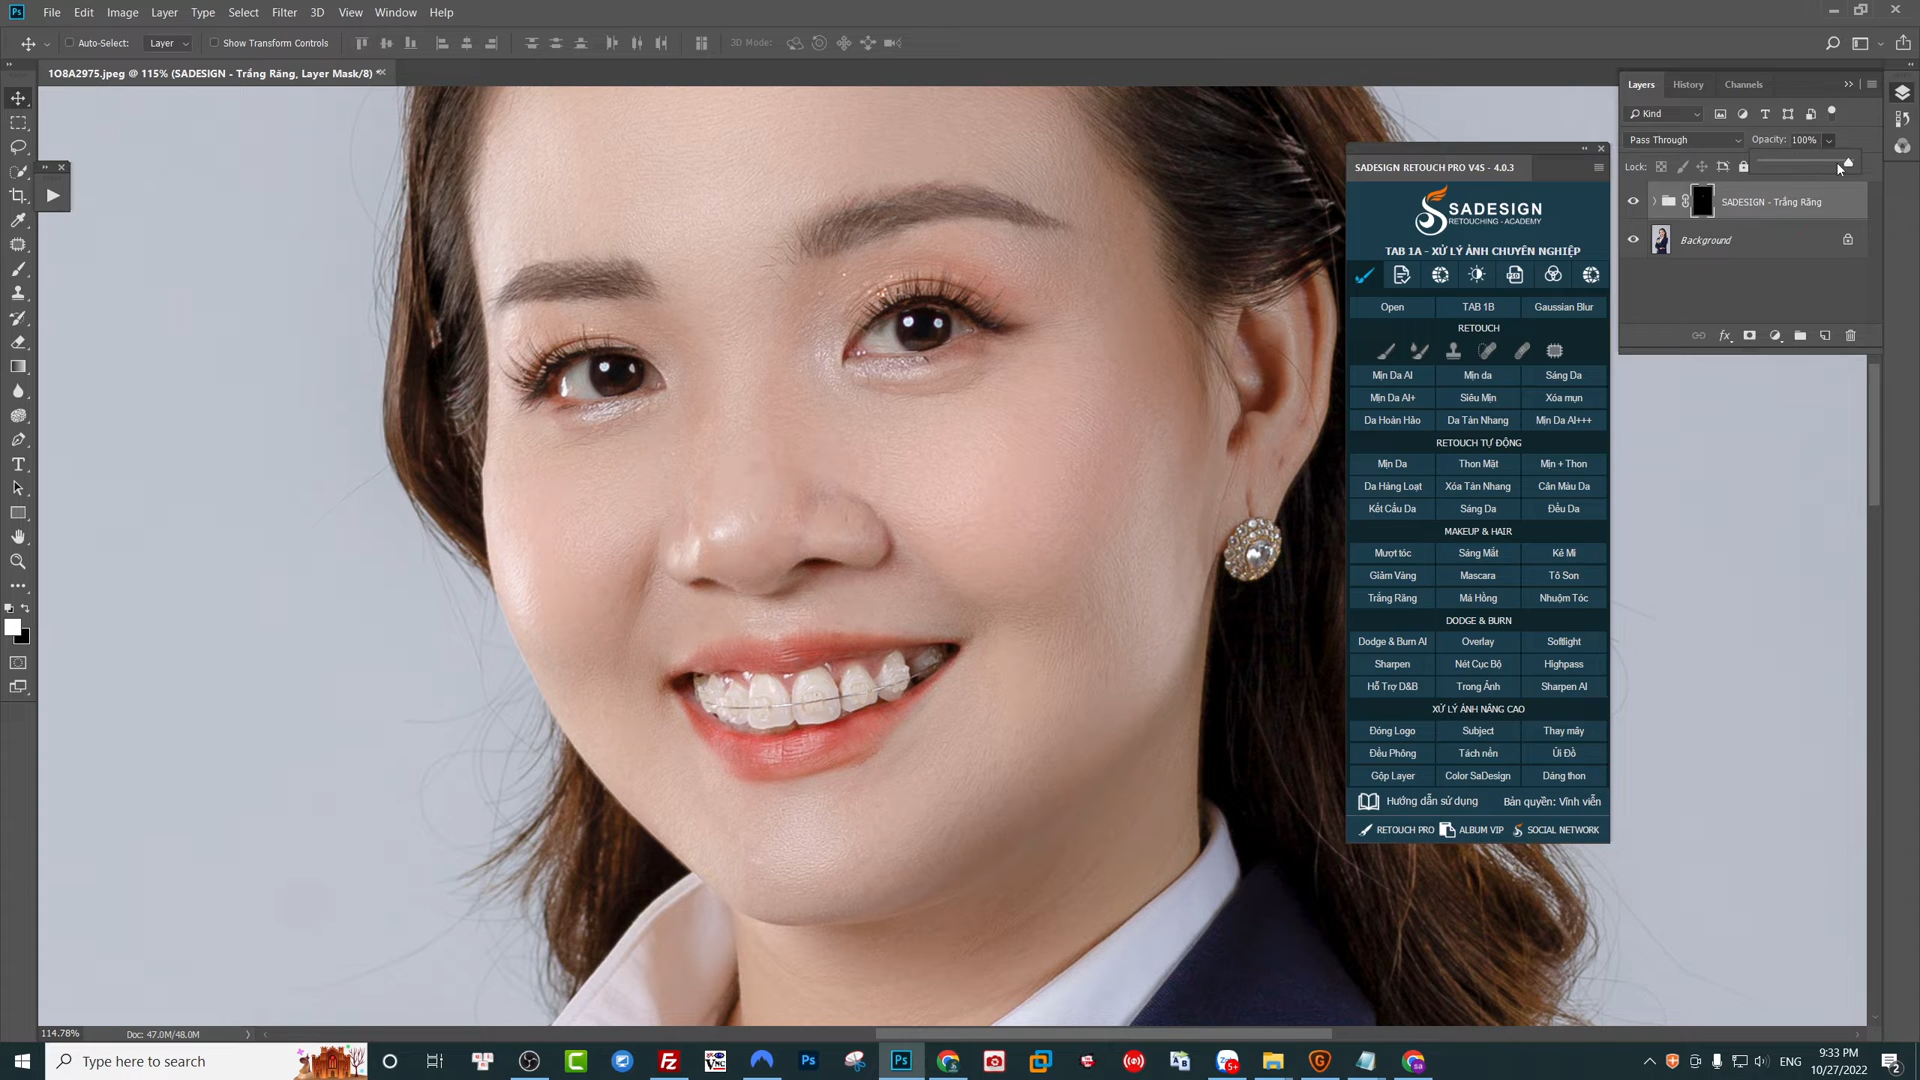 Ps File Edit Image Layer Type Select Filter 3D View Window Help
Auto-Select: Layer Show Transform Controls 3D Mode:
1O8A2975.jpeg @ 115% (SADESIGN - Trắng Răng, Layer Mask/8) *
Layers History Channels
Kind
Pass Through Opacity: 100%
Lock:
SADESIGN - Trắng Răng
Background
SADESIGN RETOUCH PRO V4S - 4.0.3
SADESIGN
RETOUCHING - ACADEMY
TAB 1A - XỬ LÝ ẢNH CHUYÊN NGHIỆP
Open TAB 1B Gaussian Blur
RETOUCH
Mịn Da AI Mịn da Sáng Da
Mịn Da AI+ Siêu Mịn Xóa mụn
Da Hoàn Hảo Da Tàn Nhang Mịn Da AI+++
RETOUCH TỰ ĐỘNG
Mịn Da Thon Mặt Mịn + Thon
Da Hàng Loạt Xóa Tàn Nhang Cân Màu Da
Kết Cấu Da Sáng Da Đều Da
MAKEUP & HAIR
Mượt tóc Sáng Mắt Kẻ Mi
Giảm Vàng Mascara Tô Son
Trắng Răng Má Hồng Nhuộm Tóc
DODGE & BURN
Dodge & Burn AI Overlay Softlight
Sharpen Nét Cục Bộ Highpass
Hỗ Trợ D&B Trong Ảnh Sharpen AI
XỬ LÝ ẢNH NÂNG CAO
Đóng Logo Subject Thay mây
Đều Phông Tách nền Ủi Đồ
Gộp Layer Color SaDesign Dáng thon
Hướng dẫn sử dụng Bản quyền: Vĩnh viễn
RETOUCH PRO ALBUM VIP SOCIAL NETWORK
114.78% Doc: 47.0M/48.0M
Type here to search
ENG
9:33 PM
10/27/2022